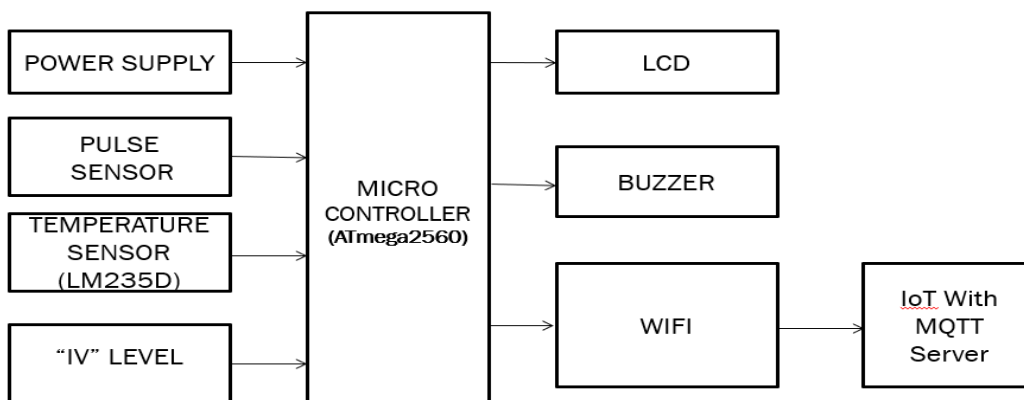 POWER SUPPLY
PULSE
SENSOR
TEMPERATURE
SENSOR
(LM235D)
“IV” LEVEL
MICRO
CONTROLLER
(ATmega2560)
LCD
BUZZER
WIFI
IoT With
MQTT
Server